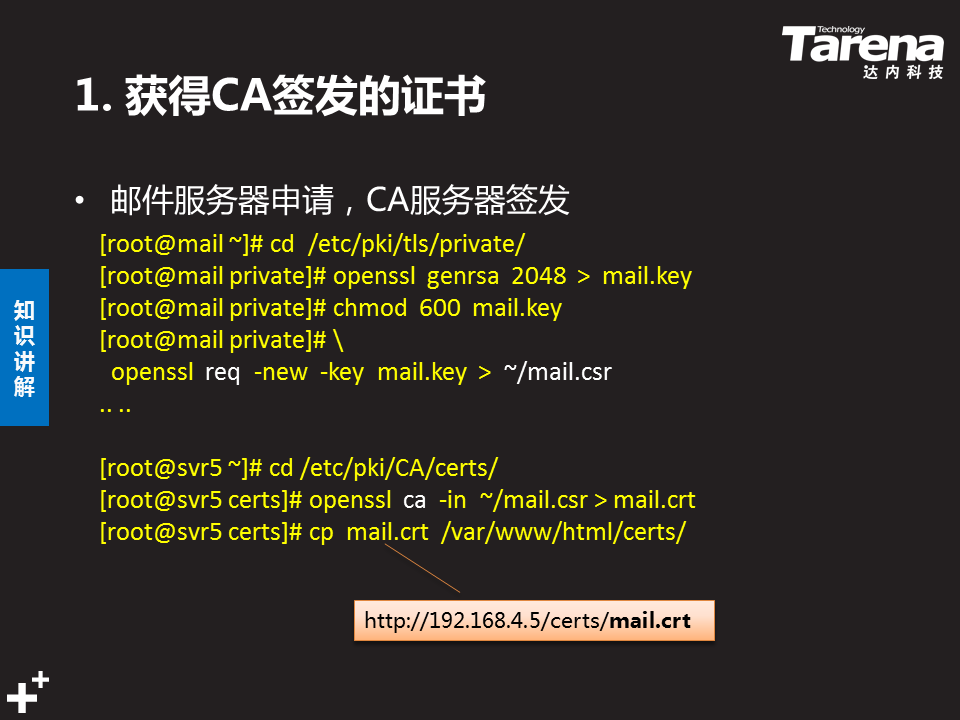 Technology
Tarena
达内科技
1. 获得CA签发的证书
• 邮件服务器申请，CA服务器签发
[root@mail ~]# cd /etc/pki/tls/private/
[root@mail private]# openssl genrsa 2048 > mail.key
[root@mail private]# chmod 600 mail.key
[root@mail private]# \
openssl req -new -key mail.key > ~/mail.csr
.. ..
[root@svr5 ~]# cd /etc/pki/CA/certs/
[root@svr5 certs]# openssl ca -in ~/mail.csr > mail.crt
[root@svr5 certs]# cp mail.crt /var/www/html/certs/
http://192.168.4.5/certs/mail.crt
知识讲解